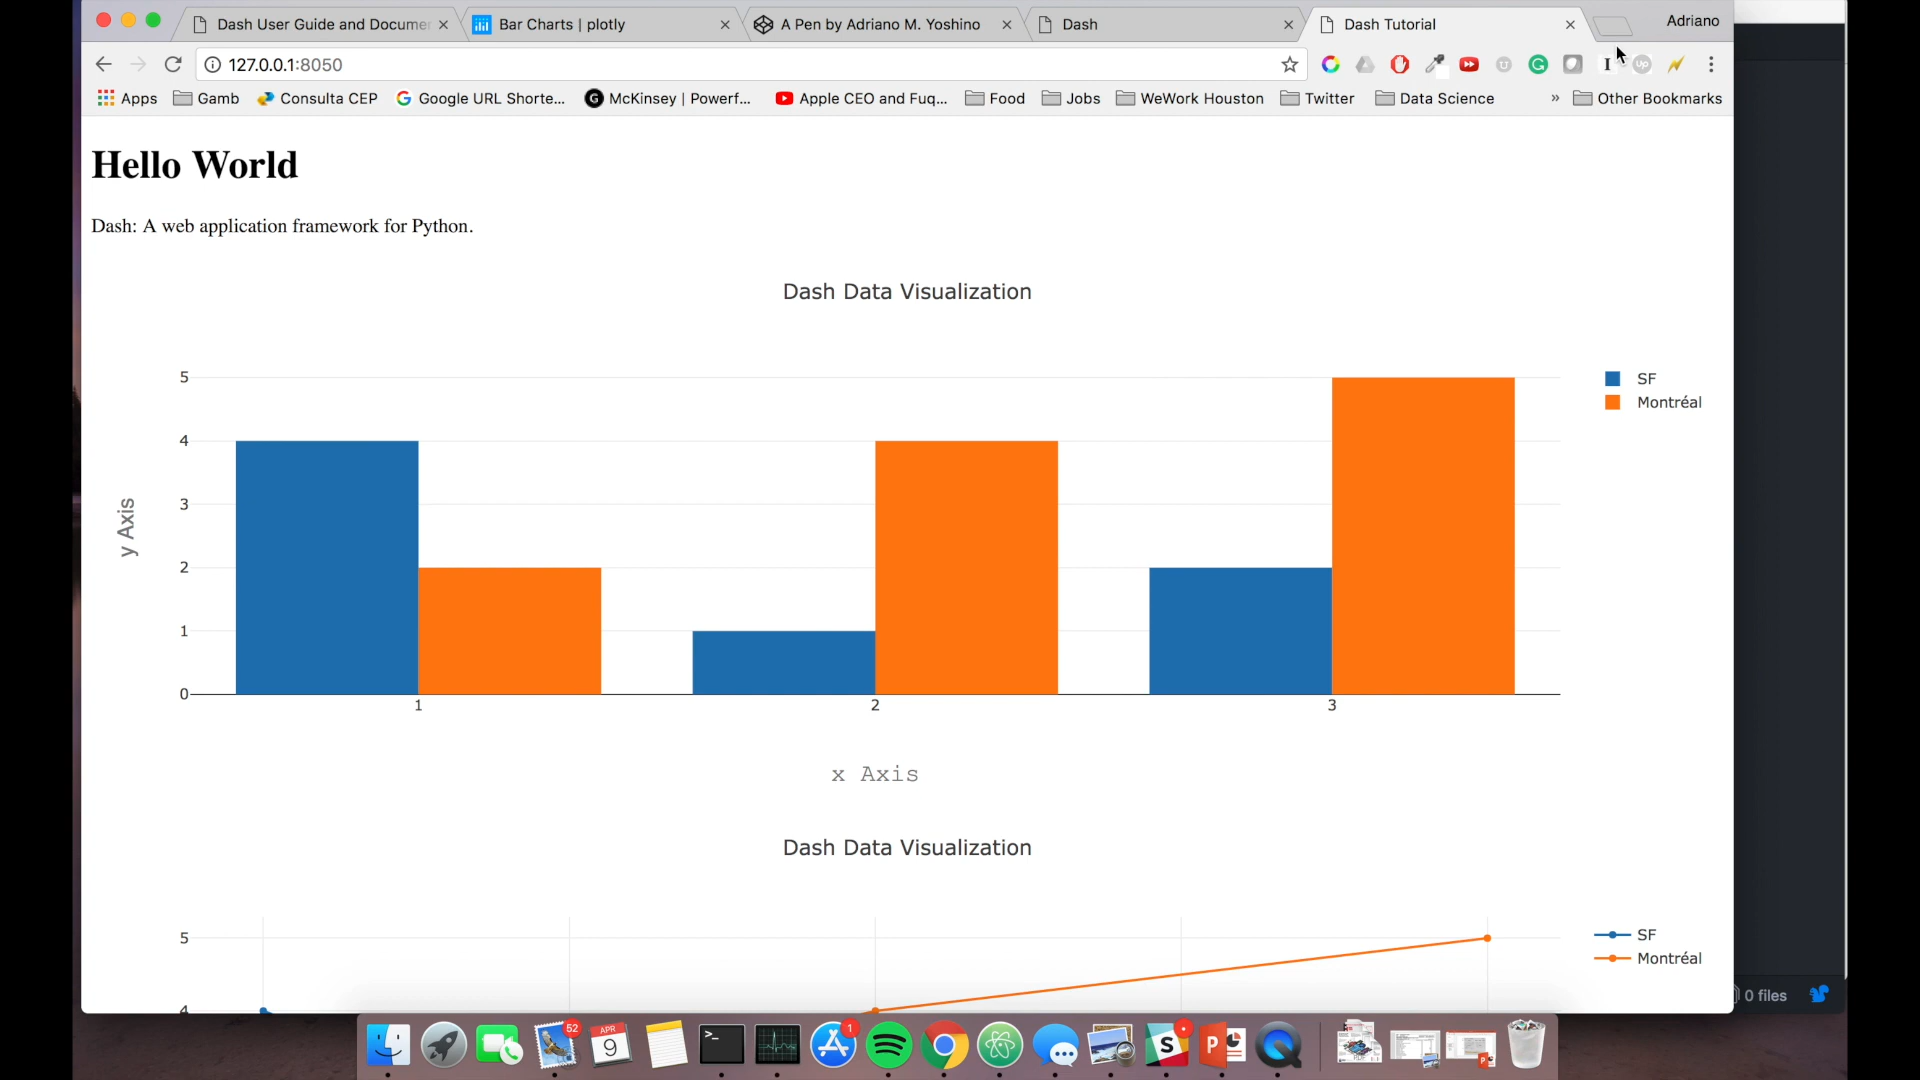 Dash User Guide and Documen
Bar Charts | plotly
A Pen by Adriano M. Yoshino
Dash
Dash Tutorial
Adriano
127.0.0.1:8050
Apps
Gamb
Consulta CEP
Google URL Shorte...
McKinsey | Powerf...
Apple CEO and Fuq...
Food
Jobs
WeWork Houston
Twitter
Data Science
»
Other Bookmarks
Hello World
Dash: A web application framework for Python.
Dash Data Visualization
5
4
3
2
1
0
y Axis
SF
Montréal
1
2
3
x Axis
Dash Data Visualization
5
4
SF
Montréal
0 files
52
APR
9
1